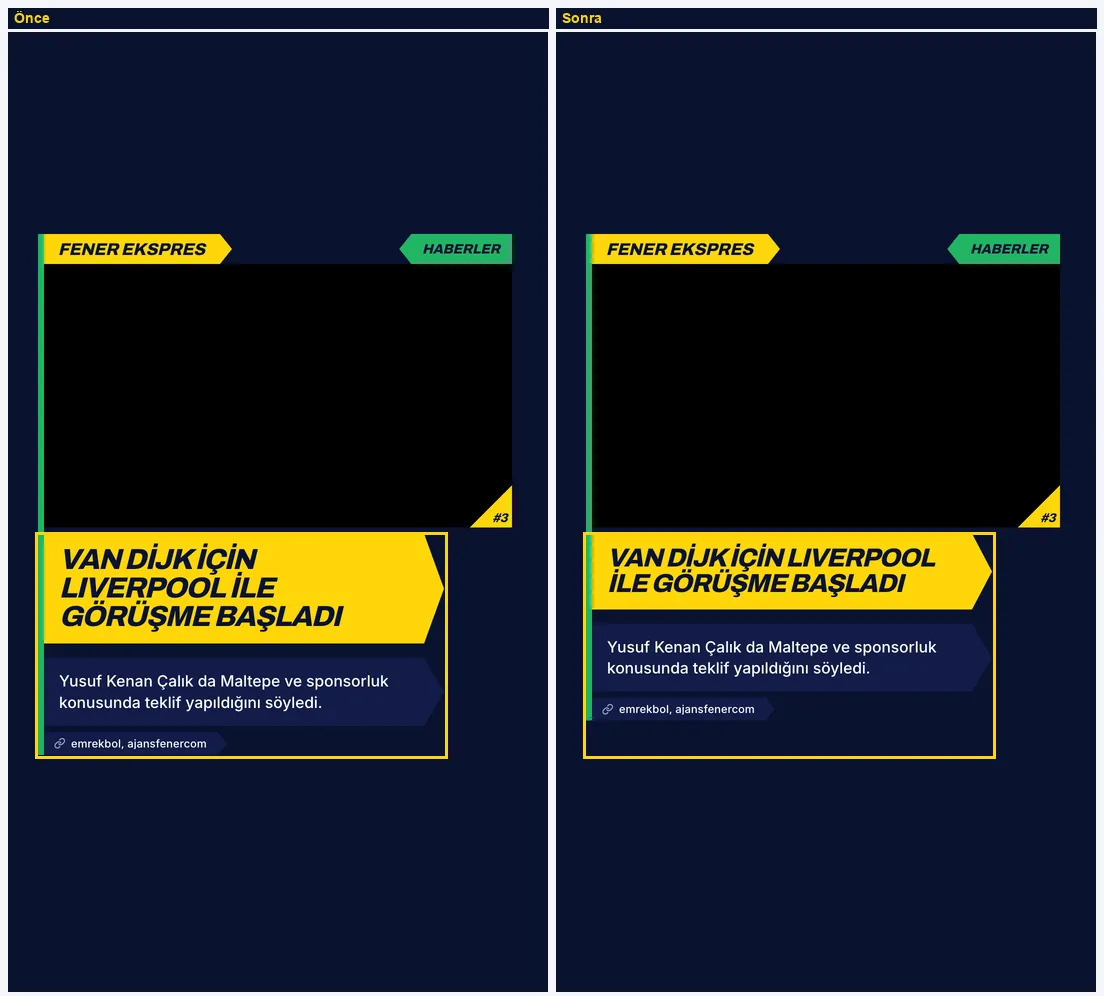 Önce
FENER EKSPRES
HABERLER
#3
VAN DİJK İÇİN
LIVERPOOL İLE
GÖRÜŞME BAŞLADI
Yusuf Kenan Çalık da Maltepe ve sponsorluk
konusunda teklif yapıldığını söyledi.
emrekbol, ajansfenercom
Sonra
FENER EKSPRES
HABERLER
#3
VAN DİJK İÇİN LIVERPOOL
İLE GÖRÜŞME BAŞLADI
Yusuf Kenan Çalık da Maltepe ve sponsorluk
konusunda teklif yapıldığını söyledi.
emrekbol, ajansfenercom